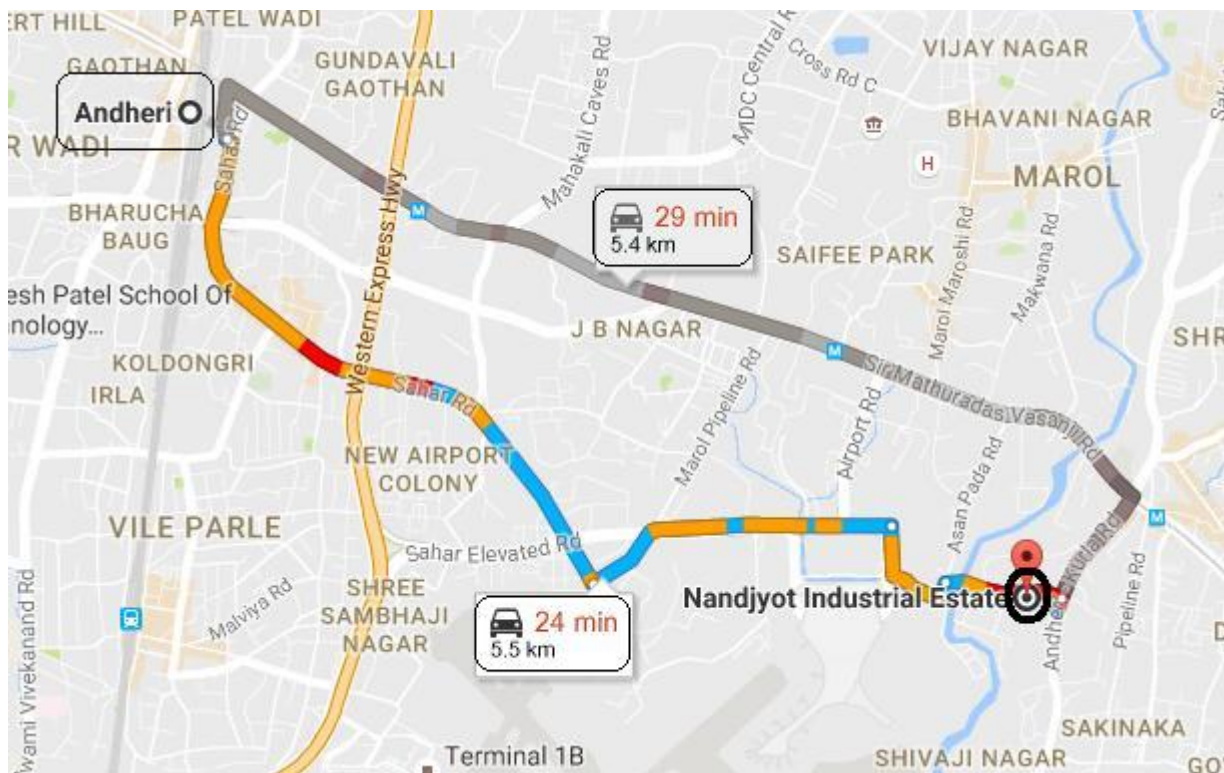 ERT HILL
PATEL WADI
GAOTHAN
GUNDAVALI
GAOTHAN
Mahakali Caves Rd
MDC Central R
Cross Rd C
VIJAY NAGAR
BHAVANI NAGAR
Andheri
R WADI
Sahar Rd
H
MAROL
BHARUCHA
BAUG
Western Express Hwy
M
29 min
5.4 km
SAIFEE PARK
Marol Maroshi Rd
Makwana Rd
esh Patel School Of
nology...
J B NAGAR
SHR
KOLDONGRI
M
IRLA
Sahar Rd
Sir Mathuradas Vasanji Rd
Marol Pipeline Rd
Airport Rd
NEW AIRPORT
COLONY
Asan Pada Rd
VILE PARLE
Sahar Elevated Rd
M
SHREE
SAMBHAJI
NAGAR
Malviya Rd
24 min
5.5 km
Nandjyot Industrial Estate
Pipeline Rd
wami Vivekanand Rd
SAKINAKA
Terminal 1B
SHIVAJI NAGAR
GO